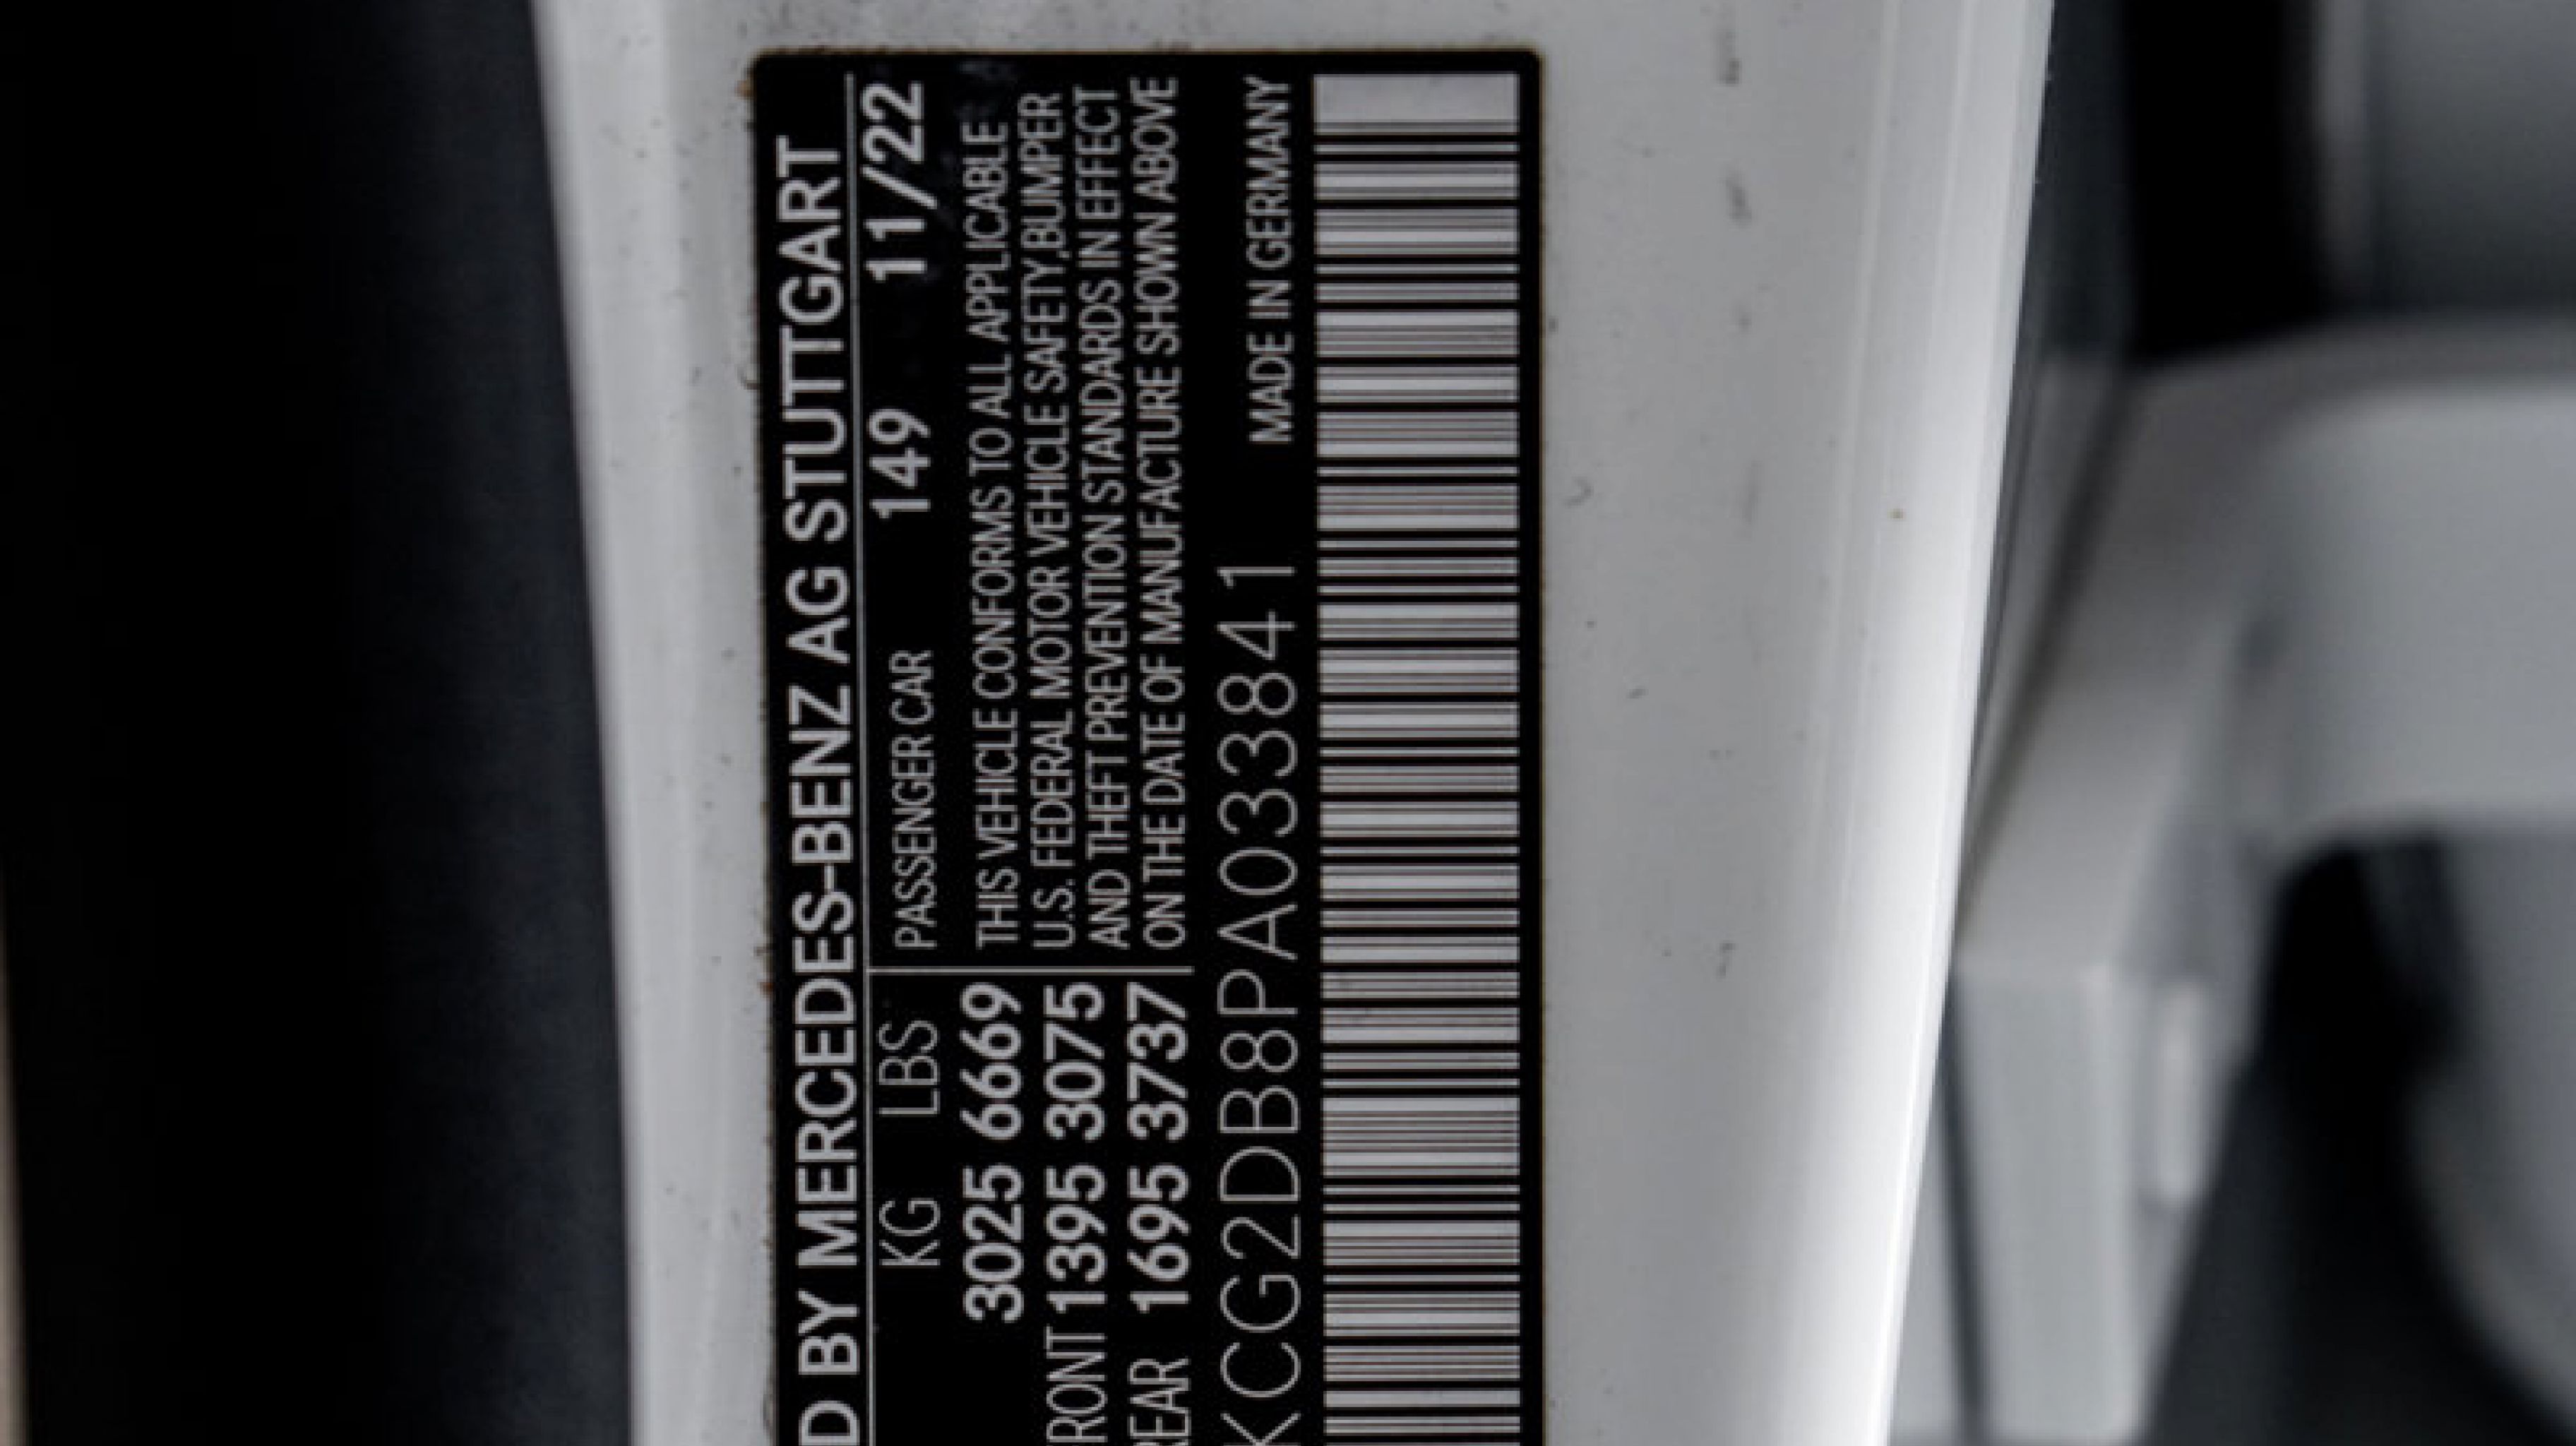 D BY MERCEDES-BENZ AG STUTTGART
KG LBS PASSENGER CAR 149 11/22
3025 6669
RONT 1395 3075
REAR 1695 3737
THIS VEHICLE CONFORMS TO ALL APPLICABLE
U.S. FEDERAL MOTOR VEHICLE SAFETY,BUMPER
AND THEFT PREVENTION STANDARDS IN EFFECT
ON THE DATE OF MANUFACTURE SHOWN ABOVE
KCG2DB8PA033841 MADE IN GERMANY